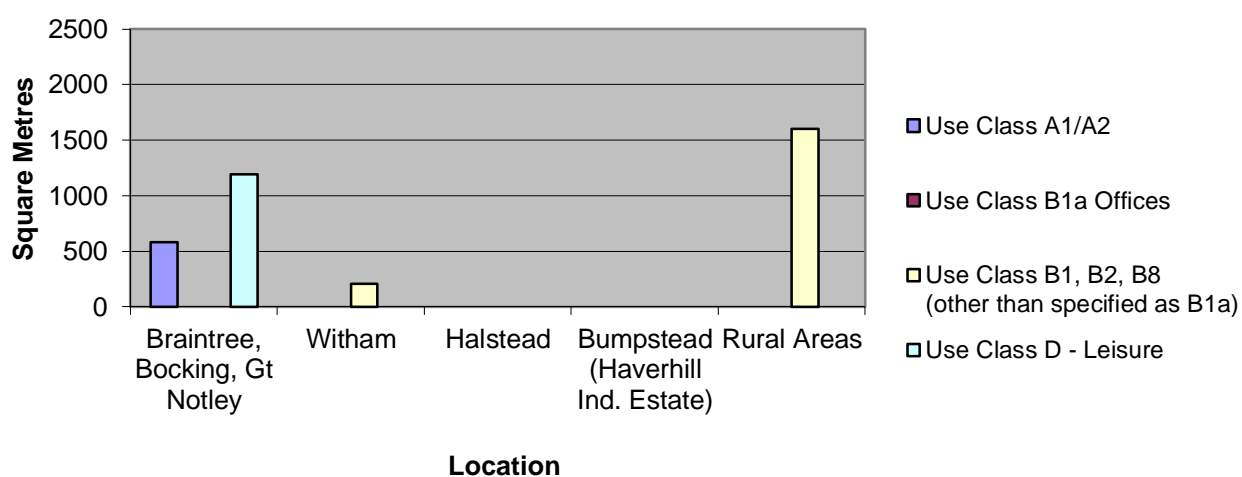 2500
2000
1500
1000
500
0
Square Metres
Braintree,
Bocking, Gt
Notley
Witham
Halstead
Bumpstead
(Haverhill
Ind. Estate)
Rural Areas
Location
Use Class A1/A2
Use Class B1a Offices
Use Class B1, B2, B8
(other than specified as B1a)
Use Class D - Leisure